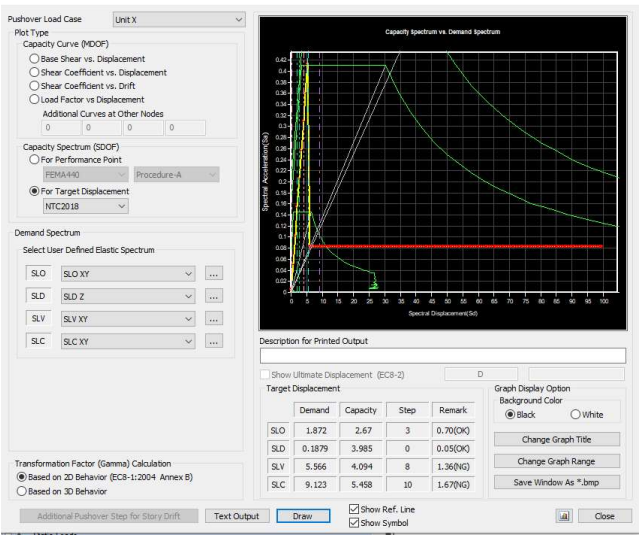 Pushover Load Case
Unit X
Plot Type
Capacity Curve (MDOF)
Base Shear vs. Displacement
Shear Coefficient vs. Displacement
Shear Coefficient vs. Drift
Load Factor vs Displacement
Additional Curves at Other Nodes
0 0 0 0
Capacity Spectrum (SDOF)
For Performance Point
FEMA440 Procedure-A
For Target Displacement
NTC2018
Demand Spectrum
Select User Defined Elastic Spectrum
SLO SLO XY ...
SLD SLD Z ...
SLV SLV XY ...
SLC SLC XY ...
Transformation Factor (Gamma) Calculation
Based on 2D Behavior (EC8-1:2004 Annex B)
Based on 3D Behavior
Capacity Spectrum vs. Demand Spectrum
Spectral Acceleration(Sa)
0.42
0.4
0.38
0.36
0.34
0.32
0.3
0.28
0.26
0.24
0.22
0.2
0.18
0.16
0.14
0.12
0.1
0.08
0.06
0.04
0.02
0
0 5 10 15 20 25 30 35 40 45 50 55 60 65 70 75 80 85 90 95 100
Spectral Displacement(Sd)
Description for Printed Output
Show Ultimate Displacement (EC8-2) D
Target Displacement
Demand Capacity Step Remark
SLO 1.872 2.67 3 0.70(OK)
SLD 0.1879 3.985 0 0.05(OK)
SLV 5.566 4.094 8 1.36(NG)
SLC 9.123 5.458 10 1.67(NG)
Graph Display Option
Background Color
Black White
Change Graph Title
Change Graph Range
Save Window As *.bmp
Additional Pushover Step for Story Drift Text Output Draw
Show Ref. Line
Show Symbol
Close